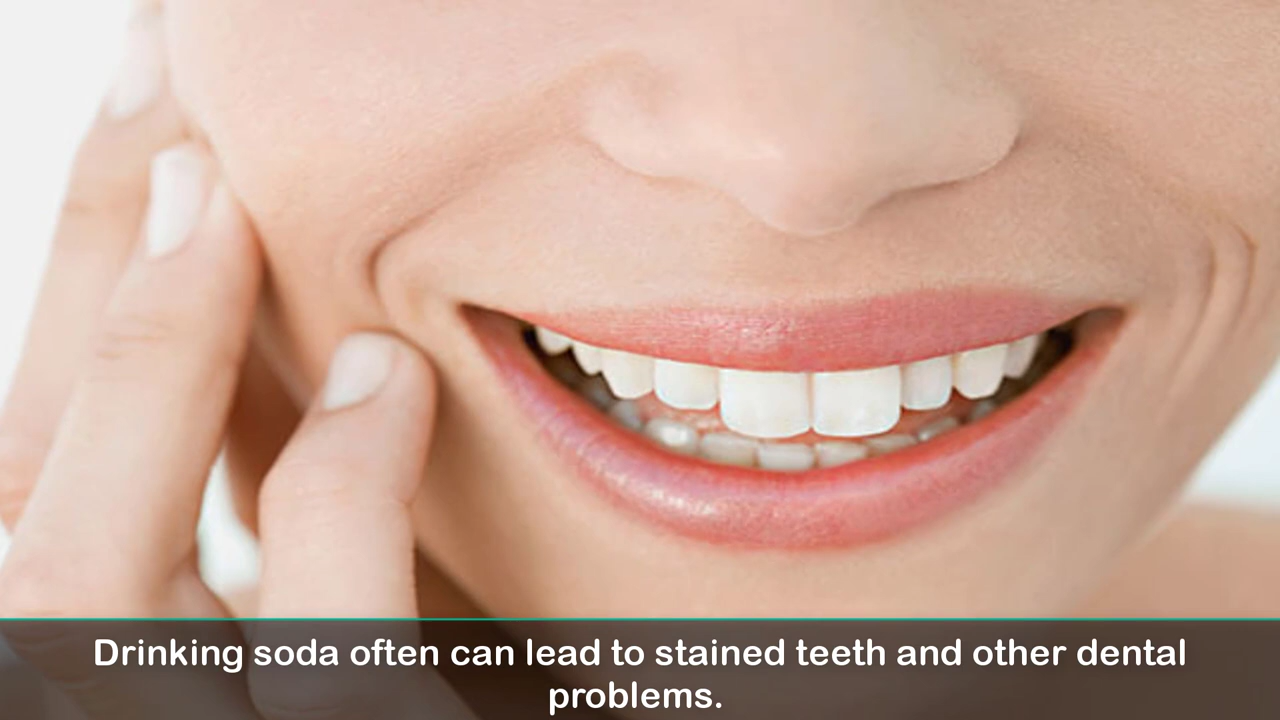 Drinking soda often can lead to stained teeth and other dental
problems.